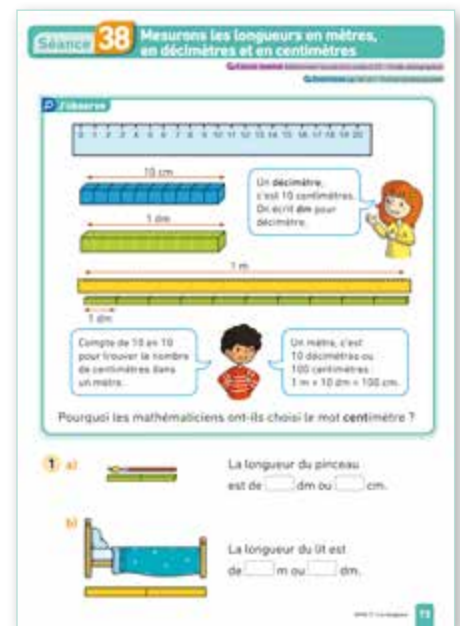 Séance 38 Mesurons les longueurs en mètres,
en décimètres et en centimètres
J'observe
0 1 2 3 4 5 6 7 8 9 10 11 12 13 14 15 16 17 18 19 20
10 cm
1 dm
Un décimètre,
c'est 10 centimètres.
On écrit dm pour
décimètre.
1 m
1 dm
Compte de 10 en 10
pour trouver le nombre
de centimètres dans
un mètre.
Un mètre, c'est
10 décimètres ou
100 centimètres :
1 m = 10 dm = 100 cm.
Pourquoi les mathématiciens ont-ils choisi le mot centimètre ?
1 a)
La longueur du pinceau
est de dm ou cm.
b)
La longueur du lit est
de m ou dm.
73